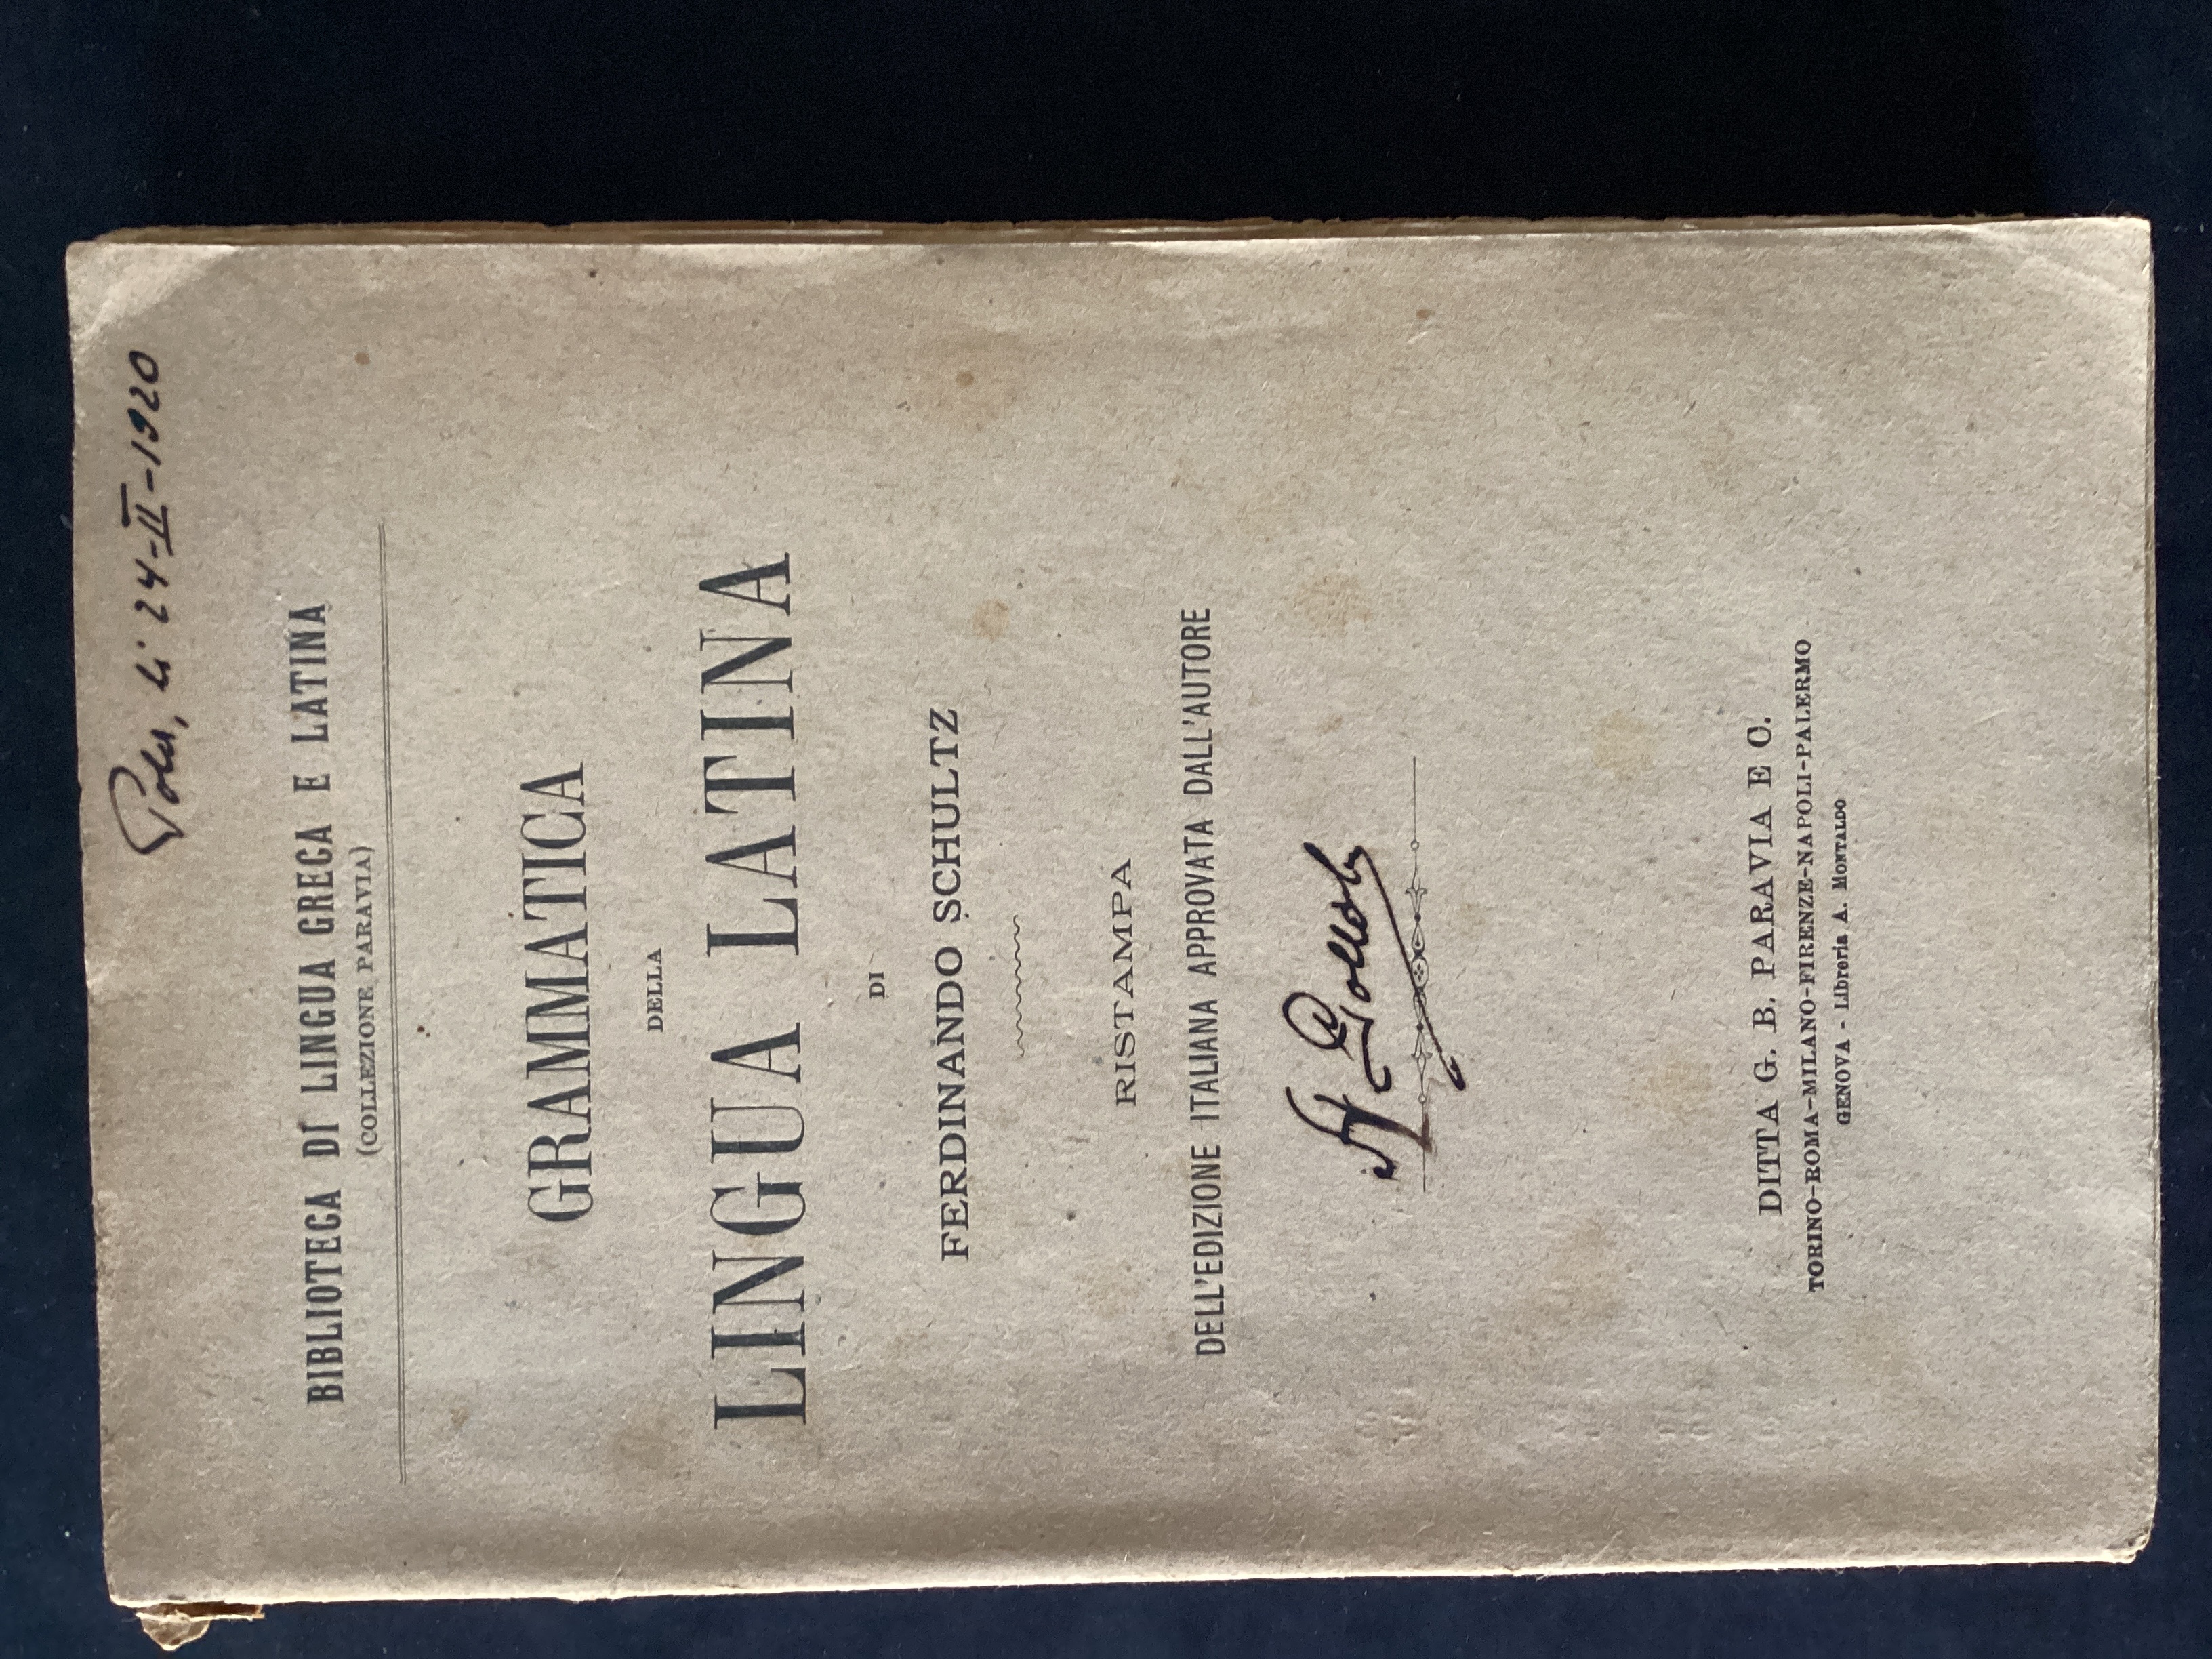 Pola, li 24-II-1920
BIBLIOTECA DI LINGUA GRECA E LATINA
(COLLEZIONE PARAVIA)
GRAMMATICA
DELLA
LINGUA LATINA
DI
FERDINANDO SCHULTZ
RISTAMPA
DELL'EDIZIONE ITALIANA APPROVATA DALL'AUTORE
DITTA G. B. PARAVIA E C.
TORINO-ROMA-MILANO-FIRENZE-NAPOLI-PALERMO
GENOVA - Libreria A. MONTALDO